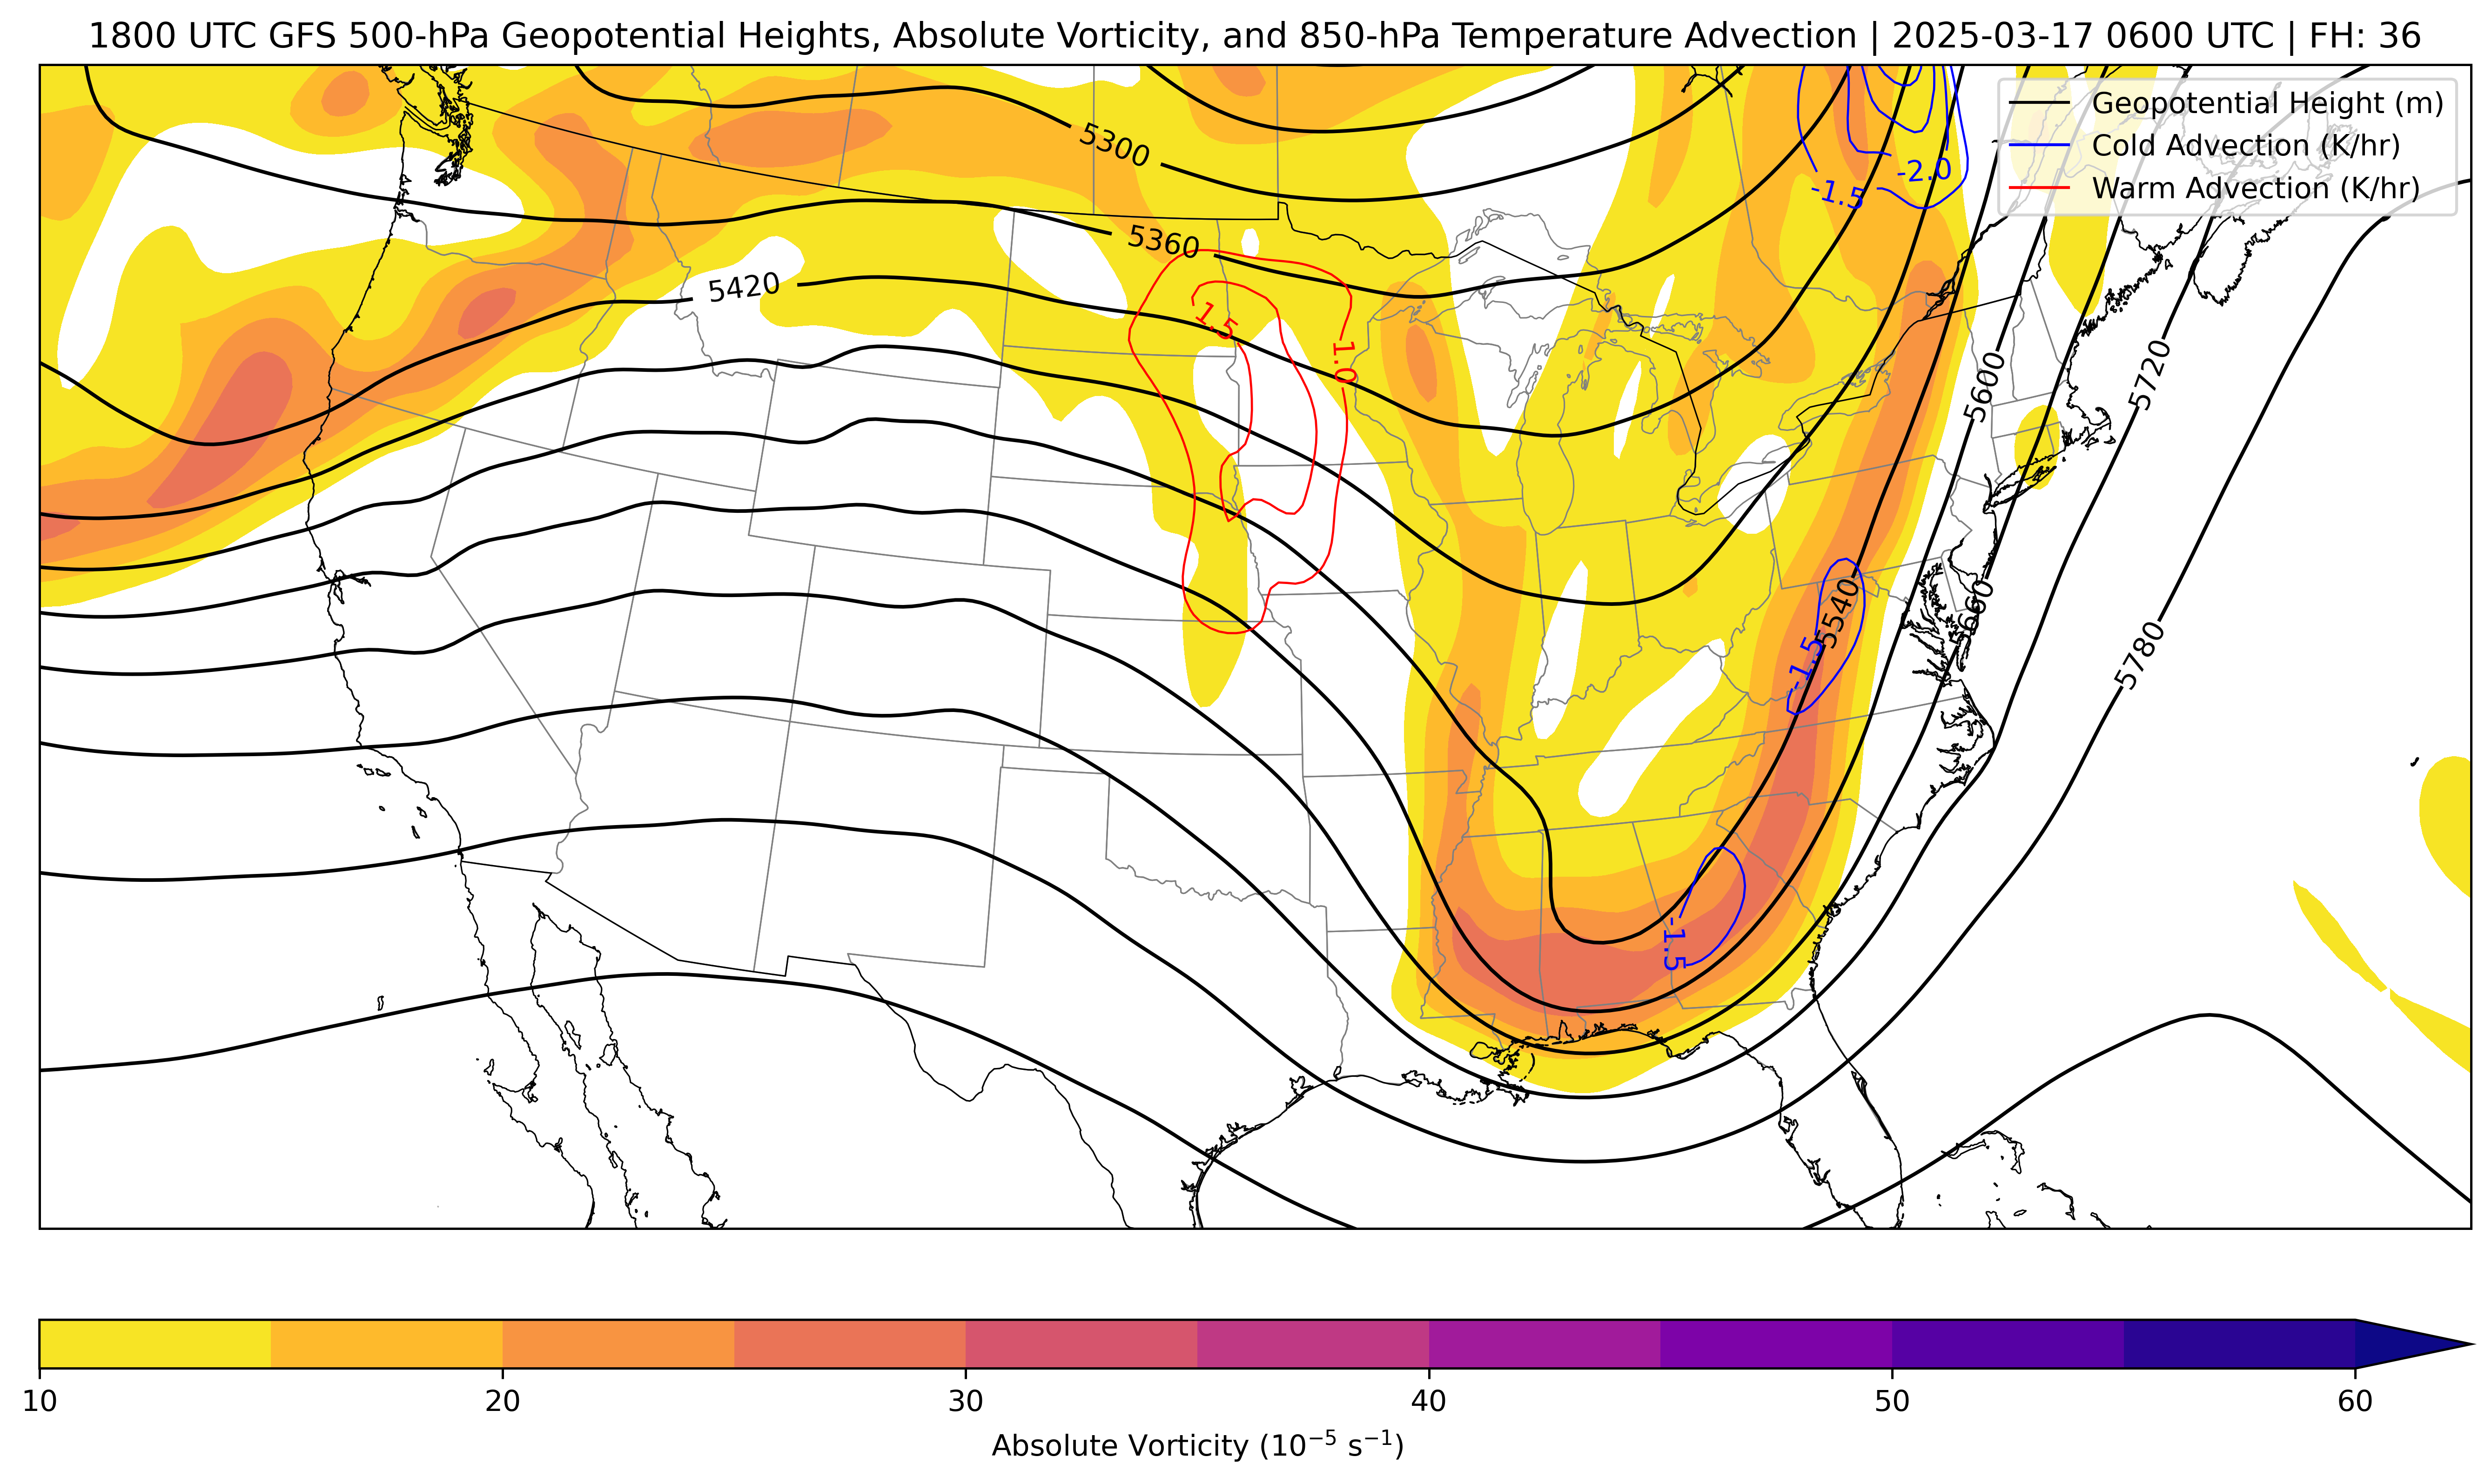 1800 UTC GFS 500-hPa Geopotential Heights, Absolute Vorticity, and 850-hPa Temperature Advection | 2025-03-17 0600 UTC | FH: 36
Geopotential Height (m)
Cold Advection (K/hr)
Warm Advection (K/hr)
5300
-2.0
-1.5
5360
5420
1.5
1.0
5600
5720
5540
5660
-1.5
5780
-1.5
10 20 30 40 50 60
Absolute Vorticity (10⁻⁵ s⁻¹)